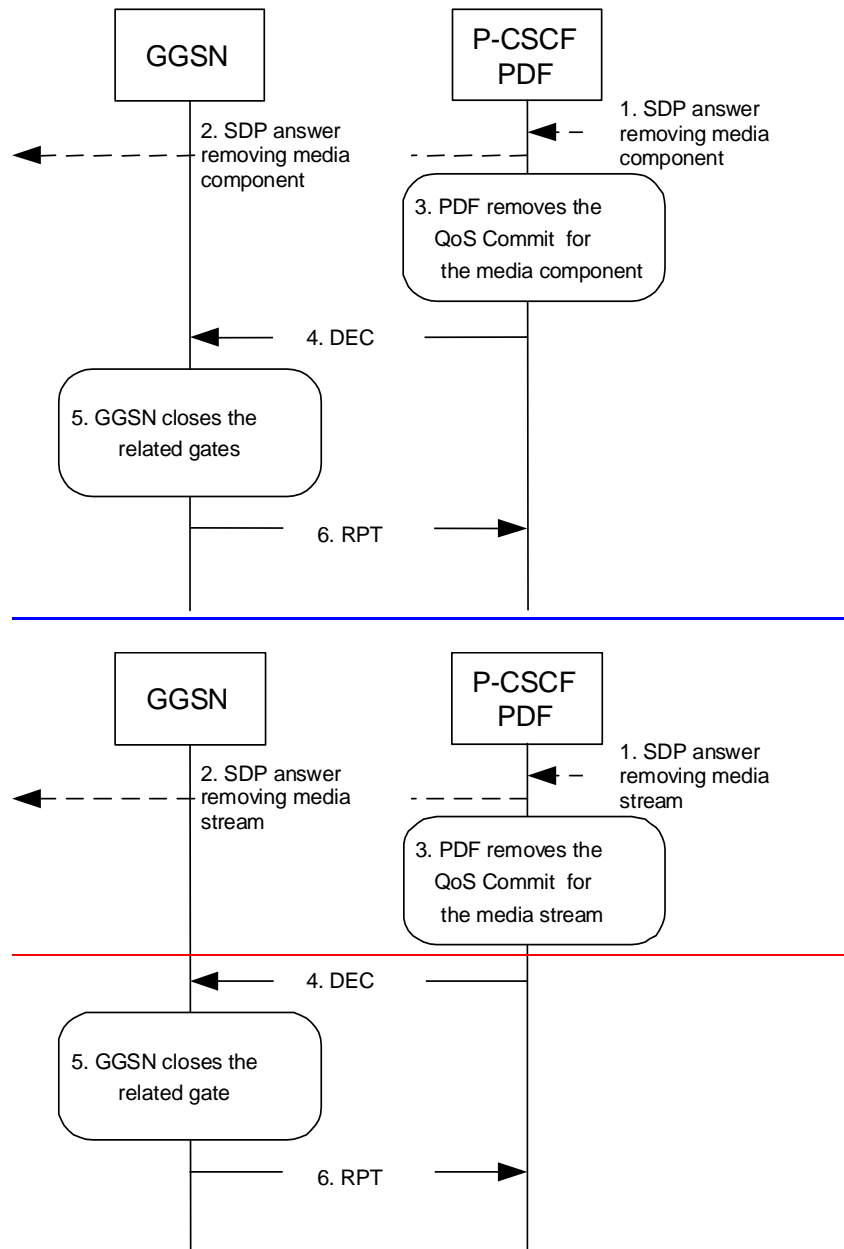 GGSN
P-CSCF
PDF
1. SDP answer
removing media
component
2. SDP answer
removing media
component
3. PDF removes the
QoS Commit for
the media component
4. DEC
5. GGSN closes the
related gates
6. RPT
GGSN
P-CSCF
PDF
1. SDP answer
removing media
stream
2. SDP answer
removing media
stream
3. PDF removes the
QoS Commit for
the media stream
4. DEC
5. GGSN closes the
related gate
6. RPT